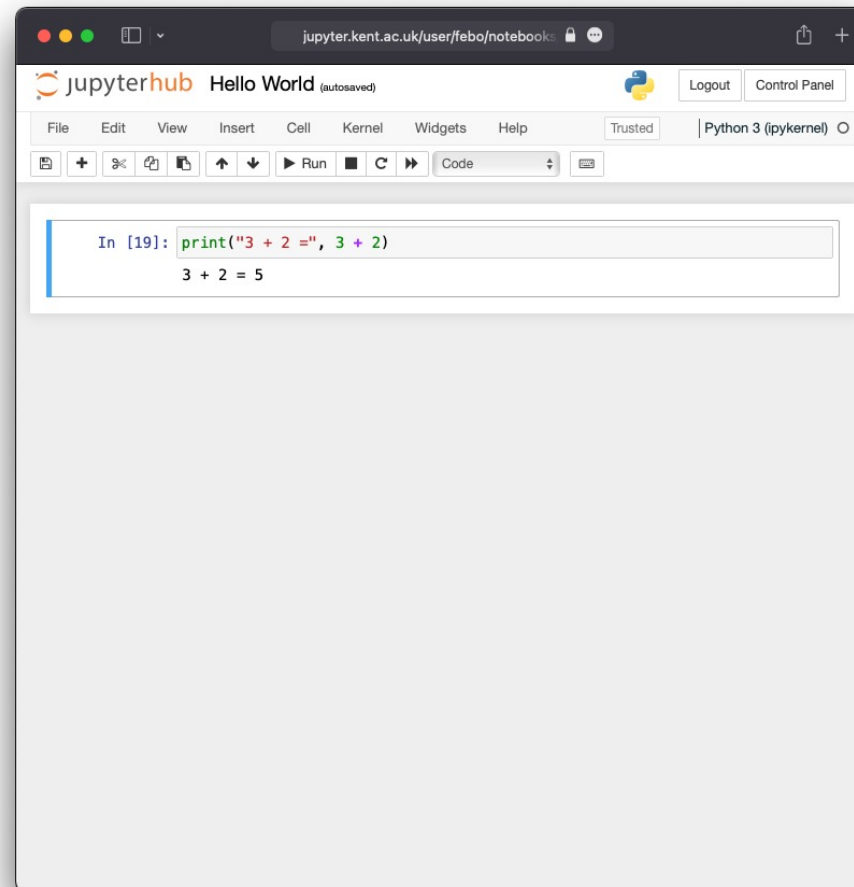 jupyter.kent.ac.uk/user/febo/notebooks
jupyterhub Hello World (autosaved) Logout Control Panel
File Edit View Insert Cell Kernel Widgets Help Trusted Python 3 (ipykernel)
Run Code
In [19]: print("3 + 2 =", 3 + 2)
3 + 2 = 5